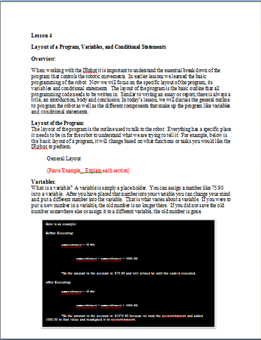 Lesson 4
Layout of a Program, Variables, and Conditional Statements
Overview:
When working with the IRobot it is important to understand the essential break down of the
program that controls the robotic movement. In earlier lessons we learned the basic
programming of the robot. Now we will focus on the specific layout of the program, its
variables and conditional statements. The layout of the program is the basic outline that all
programming codes need to be written in. Similar to writing an essay or report, there is always a
title, an introduction, body and conclusion. In today's lesson, we will discuss the general outline
to program the robot as well as the different components that make up the program like variable
and conditional statements.
Layout of the Program:
The layout of the program is the outline used to talk to the robot. Everything has a specific place
it needs to be in for the robot to understand what we are trying to tell it. For example, below is
the basic layout of a program, it will change based on what functions or tasks you would like the
IRobot to perform.
General Layout
(Paste Example, Explain each section)
Variables:
What is a variable? A variable is simply a place holder. You can assign a number like 75.90
into a variable. After you have placed that number into your variable you can change your mind
and put a different number into the variable. That is what varies about a variable. If you were to
put a new number in a variable, the old number is no longer there. If you did not save the old
number somewhere else or assign it to a different variable, the old number is gone.
Here is an example:
Before Executing:
After Executing: